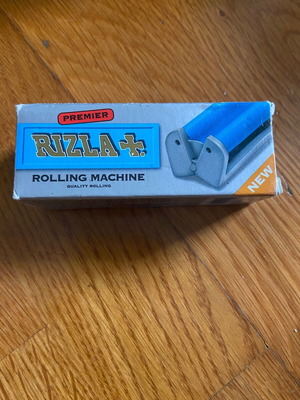 PREMIER
RIZLA+.
ROLLING MACHINE
QUALITY ROLLING
NEW